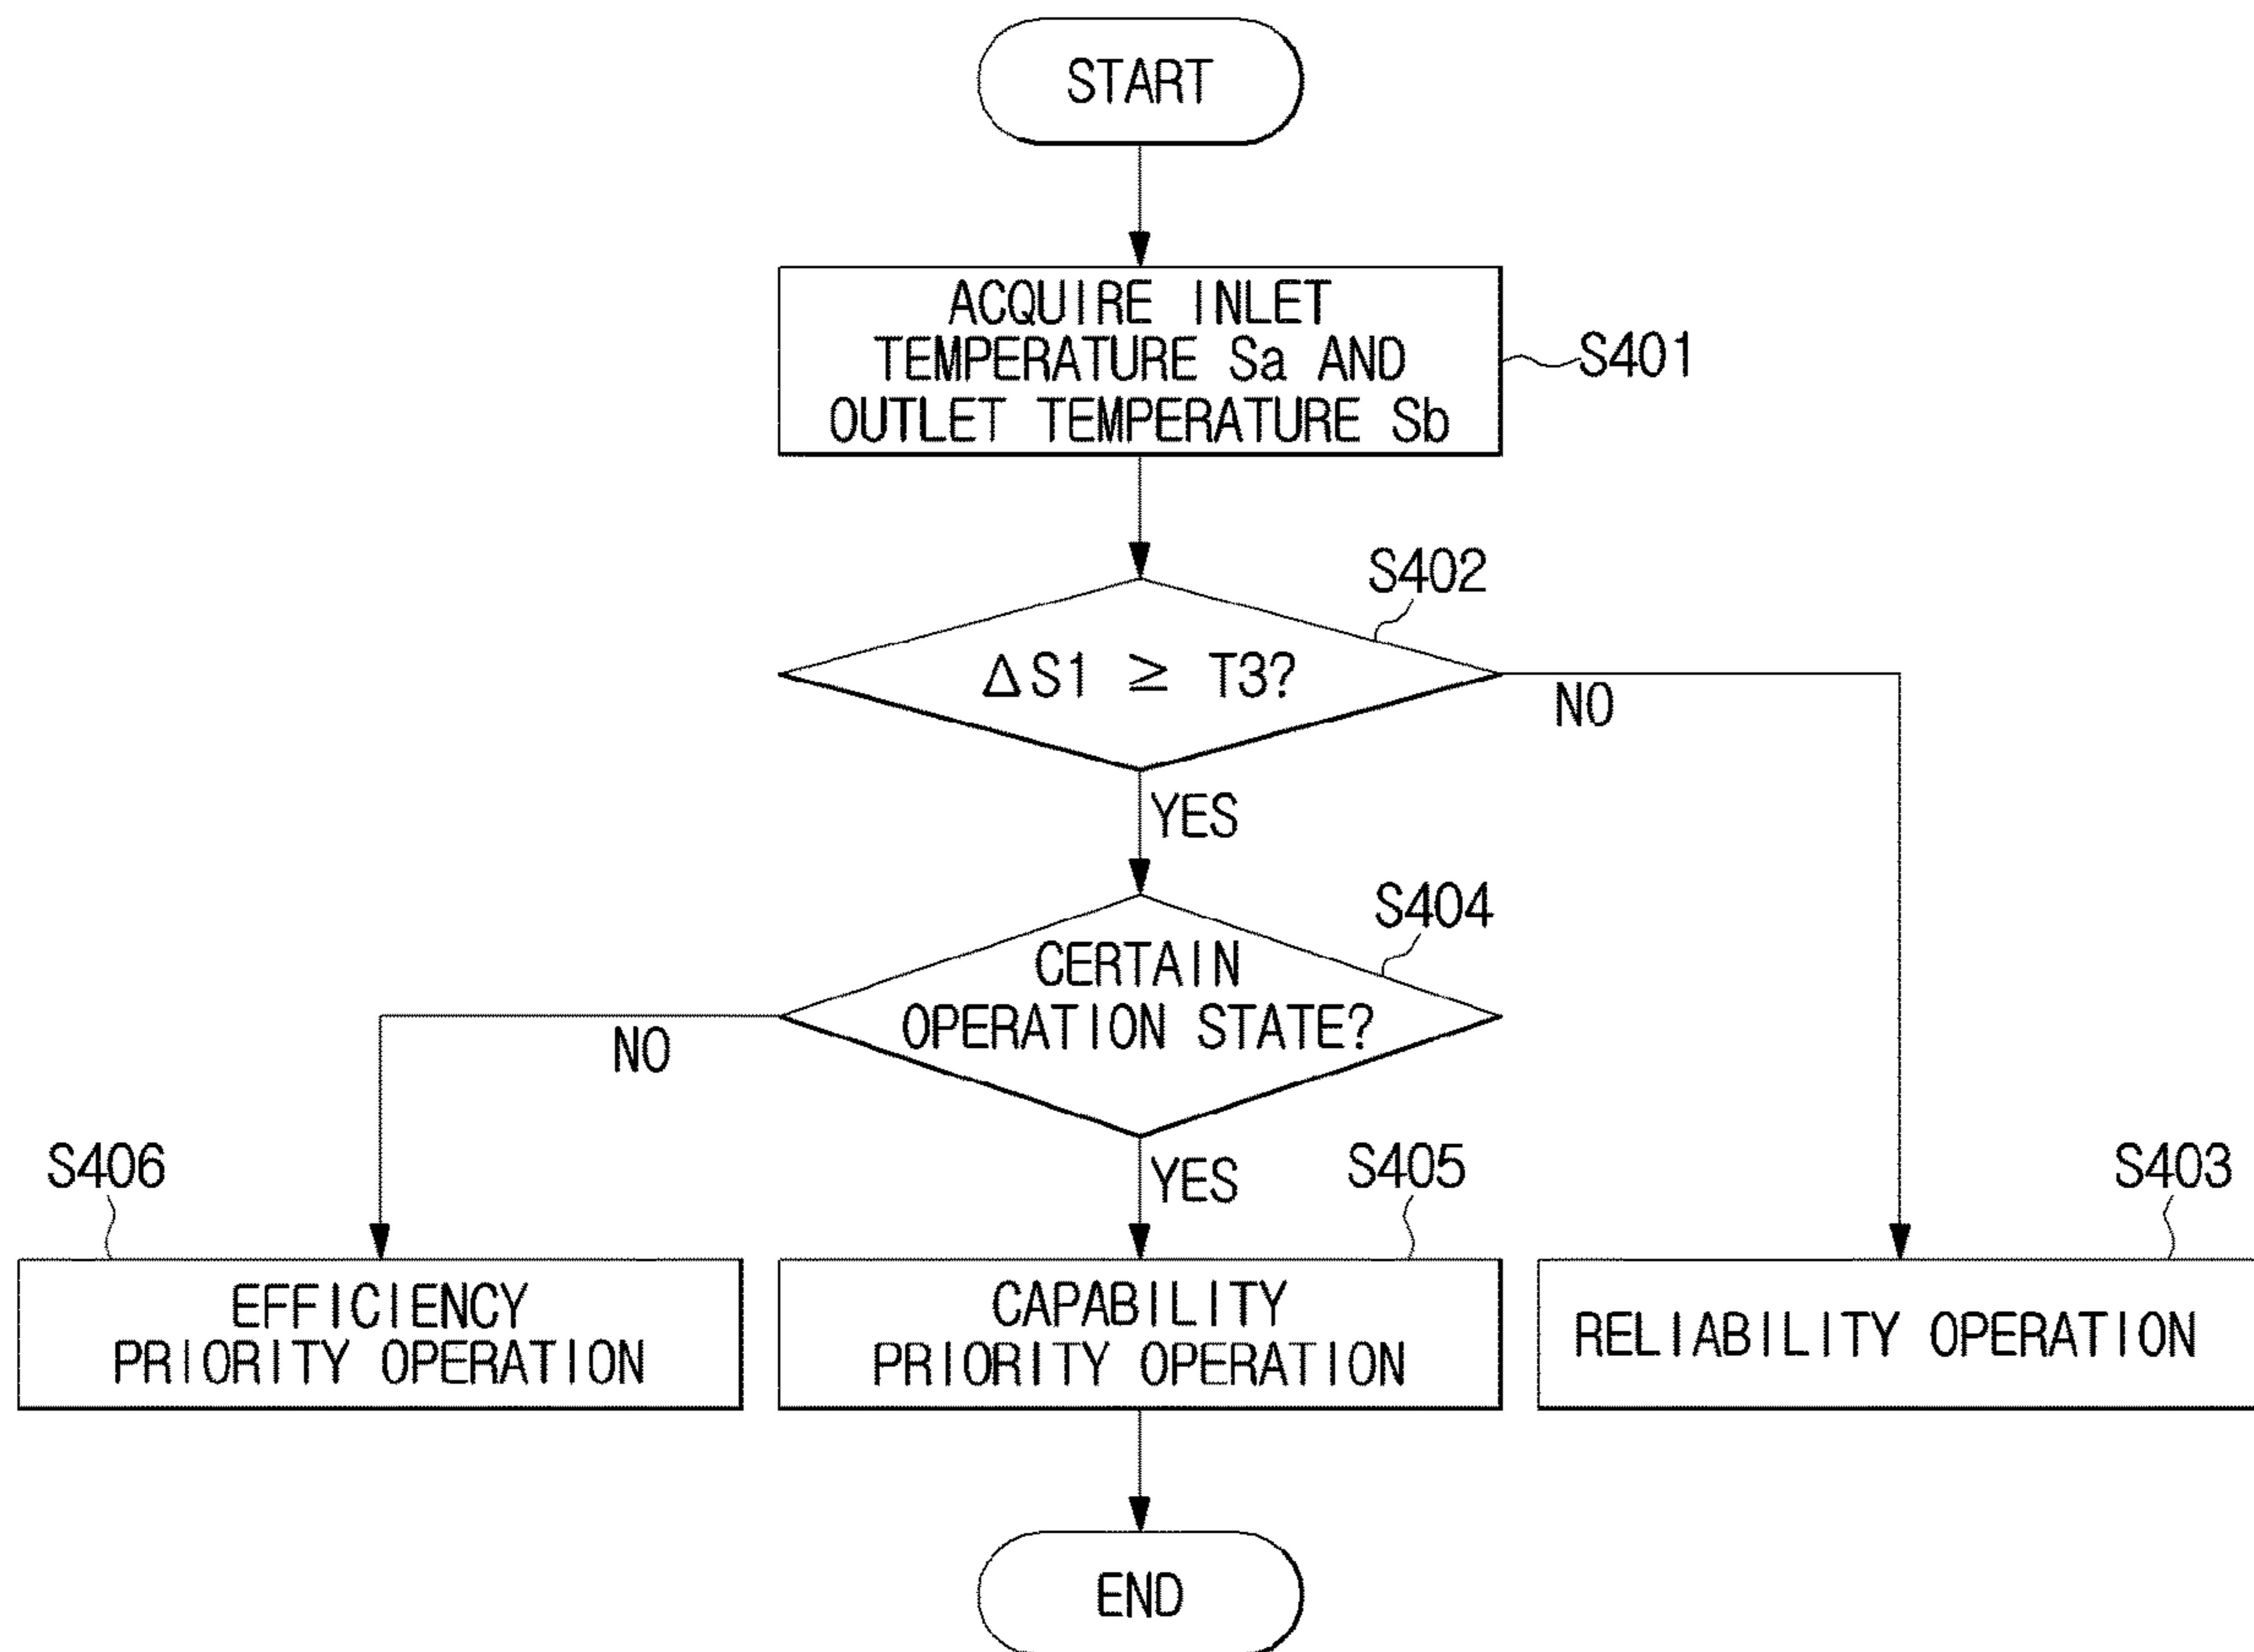 START
ACQUIRE INLET
TEMPERATURE Sa AND
OUTLET TEMPERATURE Sb
S401
S402
ΔS1 ≥ T3?
NO
YES
S404
CERTAIN
OPERATION STATE?
NO
YES
S406
S405
S403
EFFICIENCY
PRIORITY OPERATION
CAPABILITY
PRIORITY OPERATION
RELIABILITY OPERATION
END